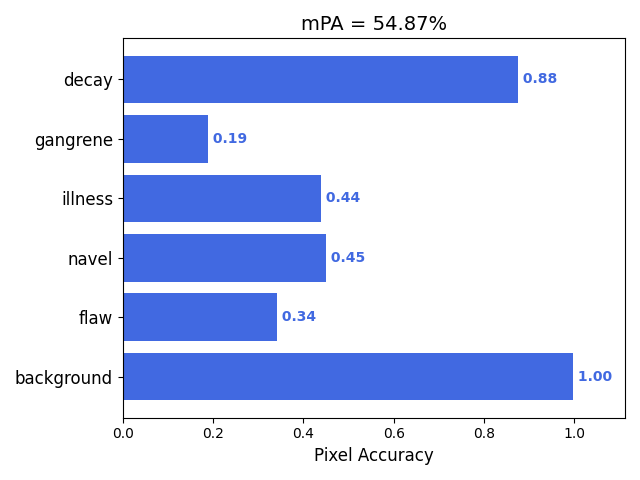 mPA = 54.87%
decay
0.88
gangrene
0.19
illness
0.44
navel
0.45
flaw
0.34
background
1.00
0.0 0.2 0.4 0.6 0.8 1.0
Pixel Accuracy